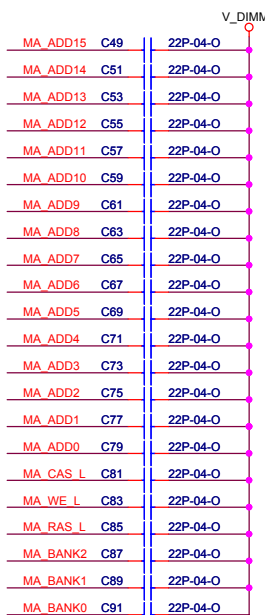 V_DIMM
MA_ADD15 C49 22P-04-O
MA_ADD14 C51 22P-04-O
MA_ADD13 C53 22P-04-O
MA_ADD12 C55 22P-04-O
MA_ADD11 C57 22P-04-O
MA_ADD10 C59 22P-04-O
MA_ADD9 C61 22P-04-O
MA_ADD8 C63 22P-04-O
MA_ADD7 C65 22P-04-O
MA_ADD6 C67 22P-04-O
MA_ADD5 C69 22P-04-O
MA_ADD4 C71 22P-04-O
MA_ADD3 C73 22P-04-O
MA_ADD2 C75 22P-04-O
MA_ADD1 C77 22P-04-O
MA_ADD0 C79 22P-04-O
MA_CAS_L C81 22P-04-O
MA_WE_L C83 22P-04-O
MA_RAS_L C85 22P-04-O
MA_BANK2 C87 22P-04-O
MA_BANK1 C89 22P-04-O
MA_BANK0 C91 22P-04-O